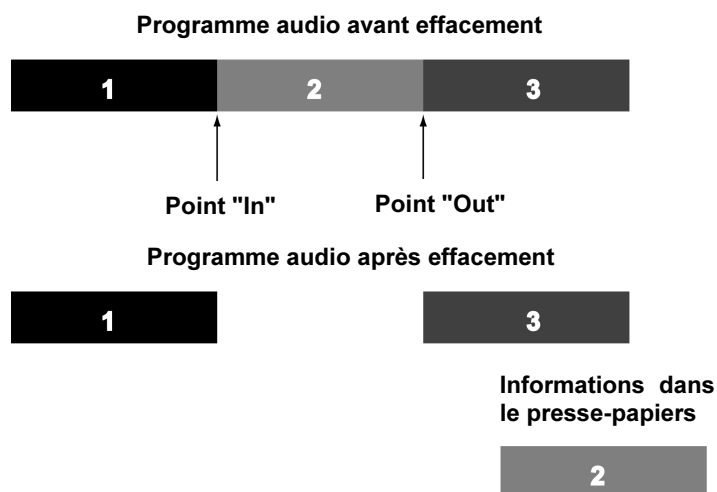 Programme audio avant effacement
1 2 3
Point "In" Point "Out"
Programme audio après effacement
1 3
Informations dans
le presse-papiers
2